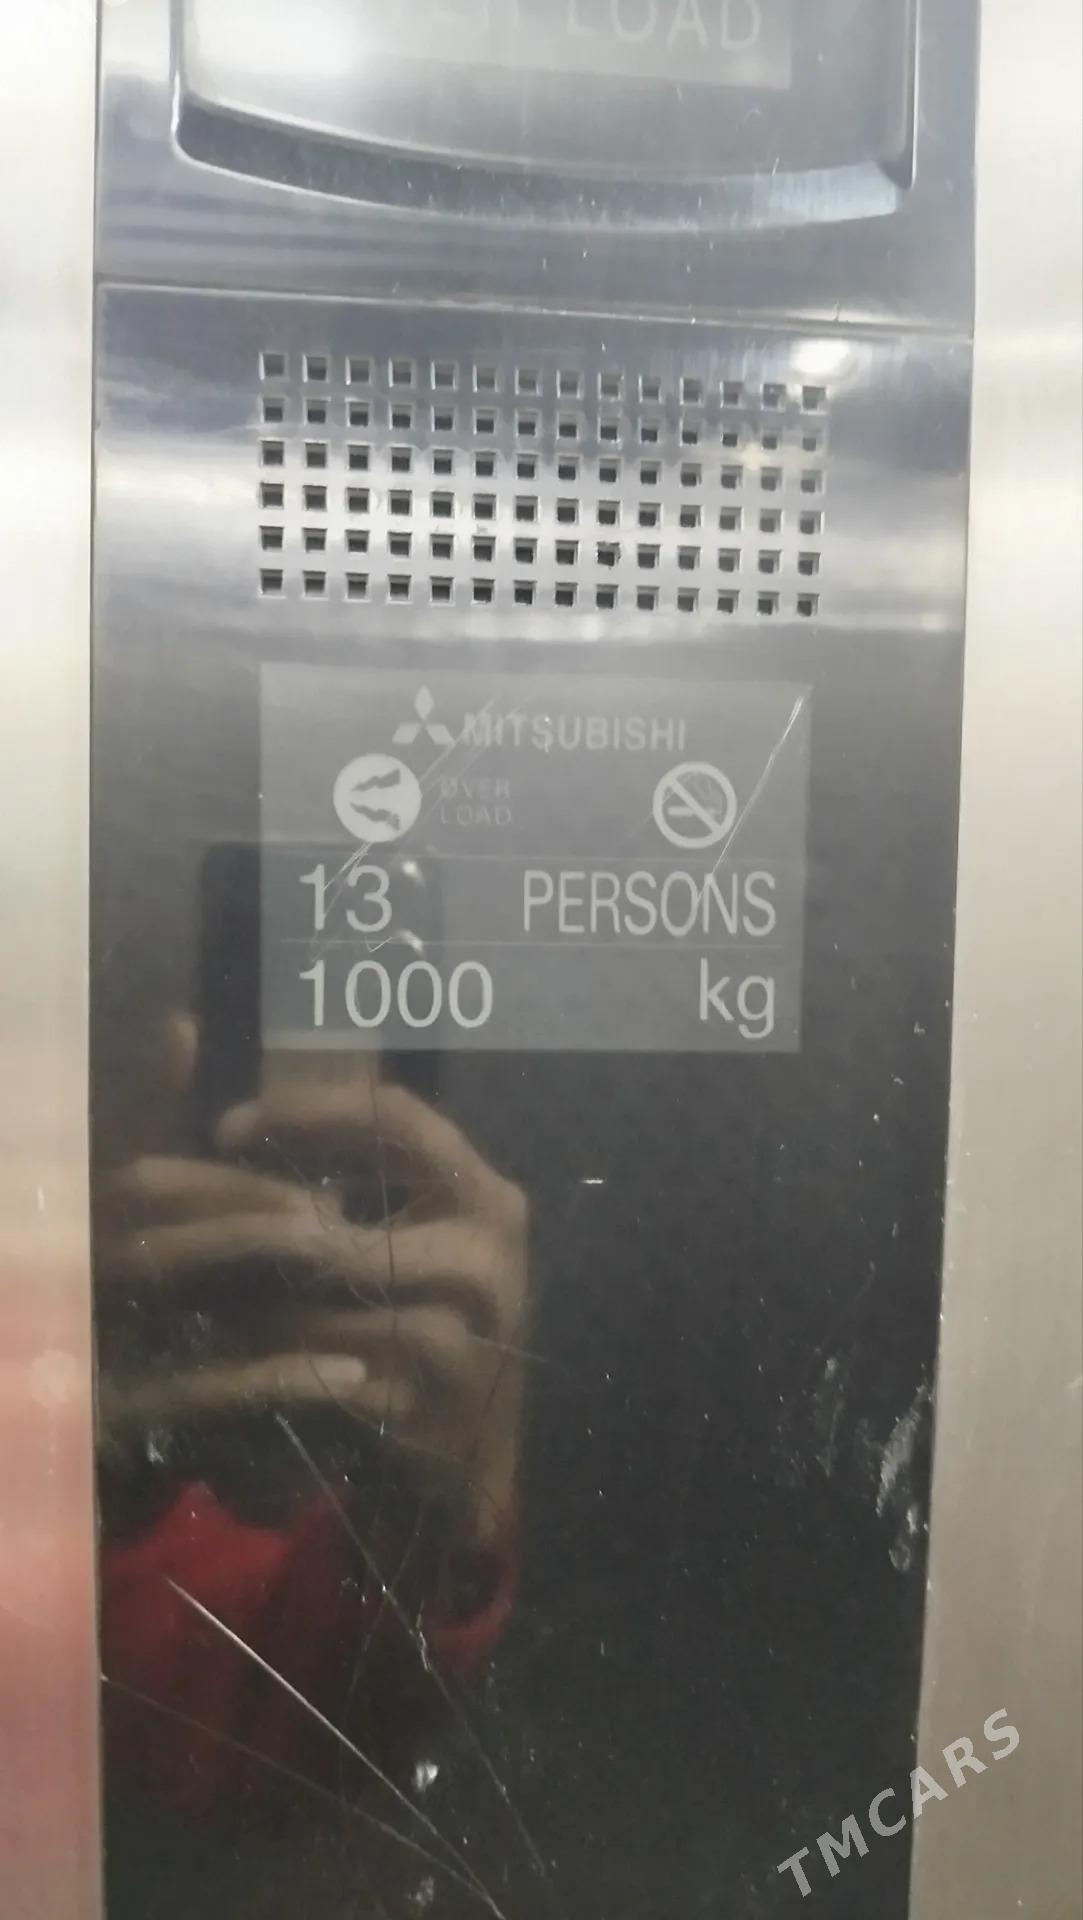 LOAD
MITSUBISHI
OVER
LOAD
13 PERSONS
1000 kg
TMCARS